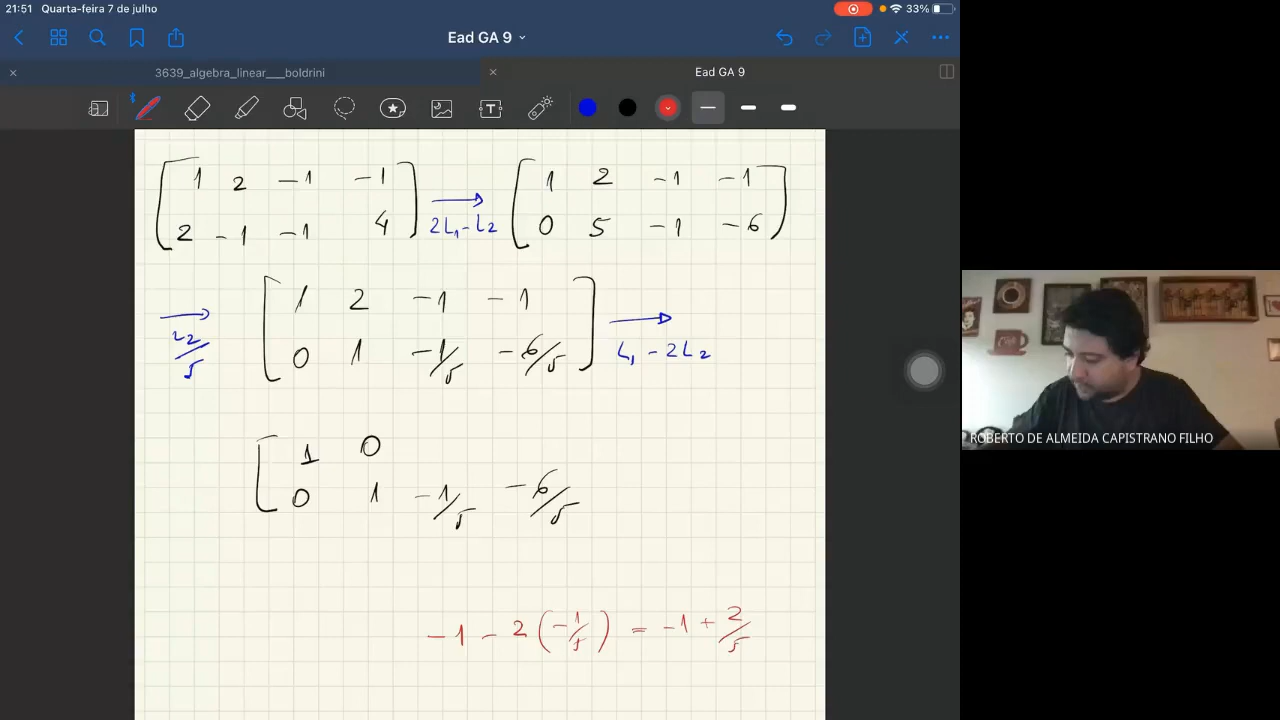 21:51 Quarta-feira 7 de julho 33%
Ead GA 9
3639_algebra_linear___boldrini Ead GA 9
T
1 2 -1 -1
2 -1 -1 4
2L1-L2
1 2 -1 -1
0 5 -1 -6
L2/5
1 2 -1 -1
0 1 -1/5 -6/5
L1 - 2L2
1 0
0 1 -1/5 -6/5
-1 - 2(-1/5) = -1 + 2/5
ROBERTO DE ALMEIDA CAPISTRANO FILHO